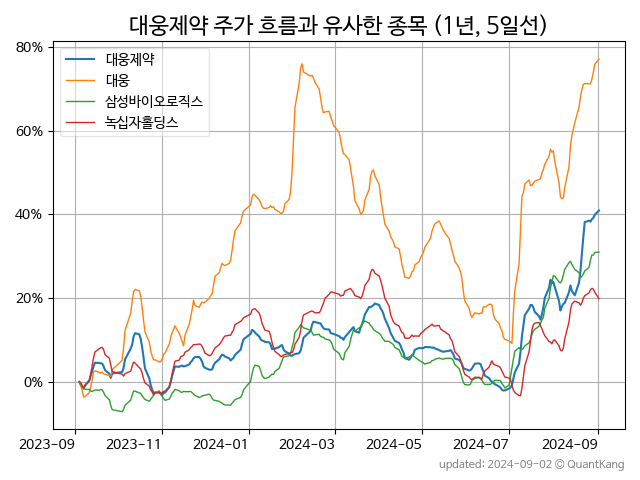 대웅제약 주가 흐름과 유사한 종목 (1년, 5일선)
대웅제약
대웅
삼성바이오로직스
녹십자홀딩스
80%
60%
40%
20%
0%
2023-09 2023-11 2024-01 2024-03 2024-05 2024-07 2024-09
updated: 2024-09-02 © QuantKang